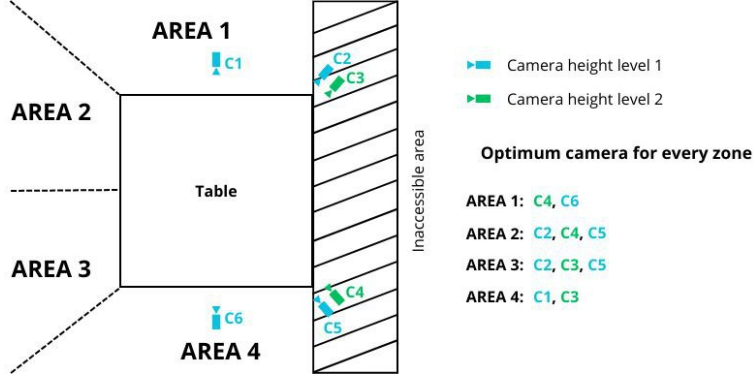 AREA 1
C1
C2
C3
AREA 2
Table
AREA 3
C4
C5
C6
AREA 4
Inaccessible area
Camera height level 1
Camera height level 2
Optimum camera for every zone
AREA 1: C4, C6
AREA 2: C2, C4, C5
AREA 3: C2, C3, C5
AREA 4: C1, C3